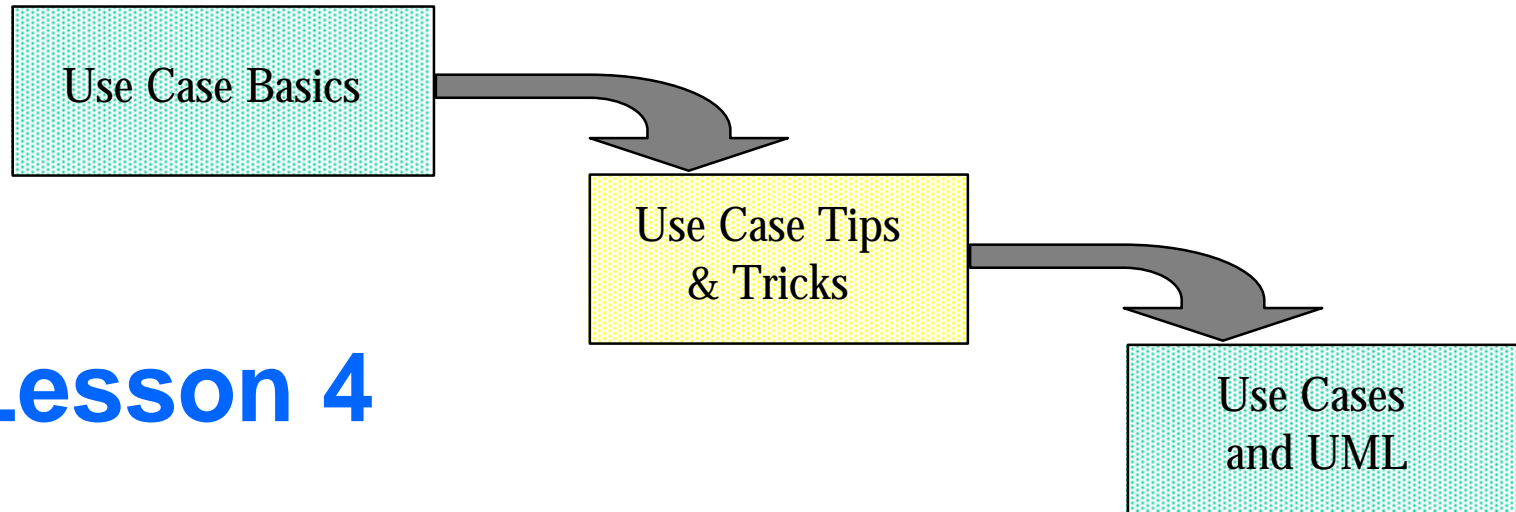 Use Case Basics
Use Case Tips
& Tricks
Lesson 4
Use Cases
and UML